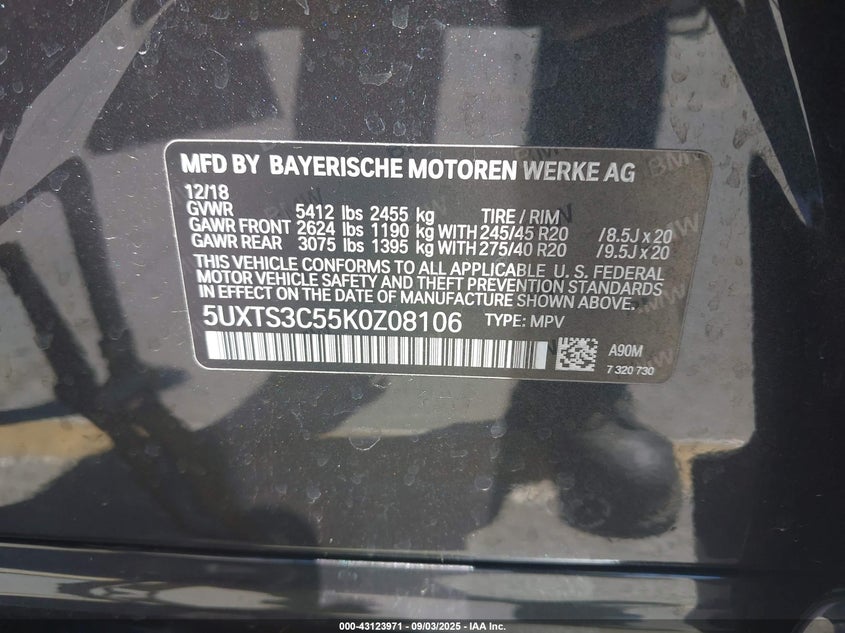 MFD BY BAYERISCHE MOTOREN WERKE AG
12/18
GVWR 5412 lbs 2455 kg TIRE / RIM
GAWR FRONT 2624 lbs 1190 kg WITH 245/45 R20 /8.5J x 20
GAWR REAR 3075 lbs 1395 kg WITH 275/40 R20 /9.5J x 20
THIS VEHICLE CONFORMS TO ALL APPLICABLE U. S. FEDERAL
MOTOR VEHICLE SAFETY AND THEFT PREVENTION STANDARDS
IN EFFECT ON THE DATE OF MANUFACTURE SHOWN ABOVE.
5UXTS3C55K0Z08106 TYPE: MPV
A90M
7 320 730
000-43123971 - 09/03/2025 - IAA Inc.